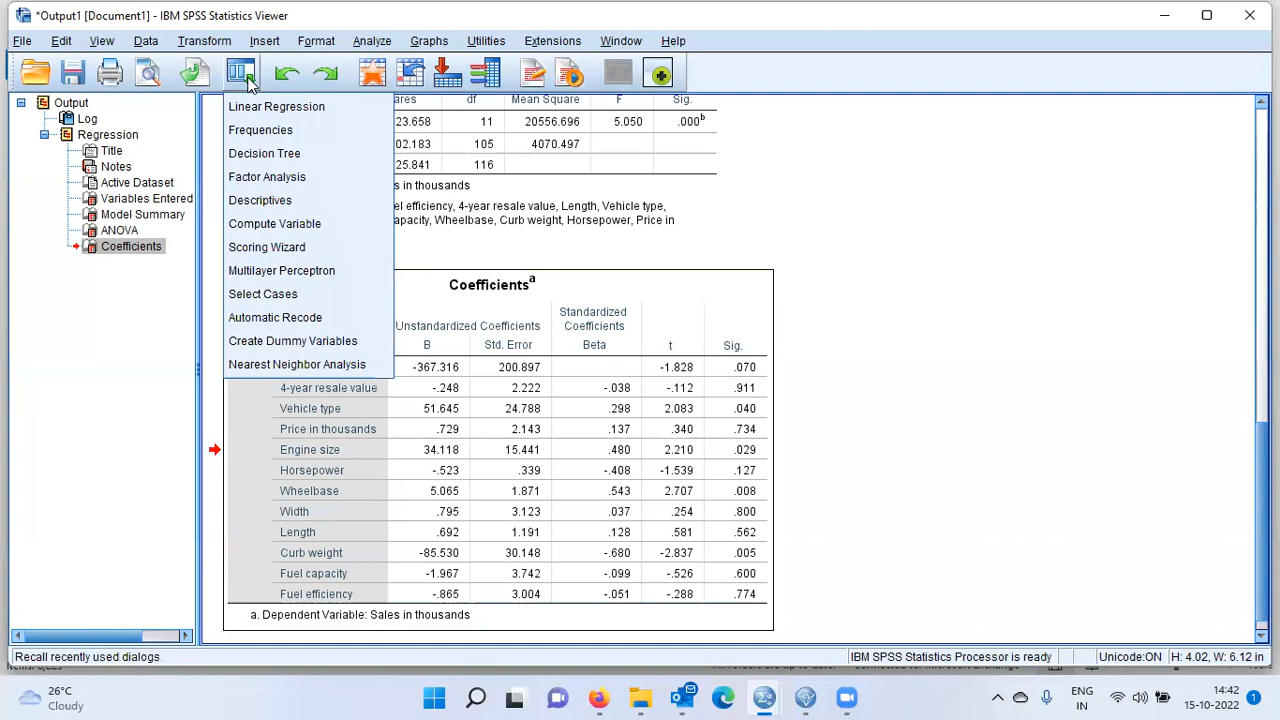 *Output1 [Document1] - IBM SPSS Statistics Viewer
File Edit View Data Transform Insert Format Analyze Graphs Utilities Extensions Window Help
Output
Log
Regression
Title
Notes
Active Dataset
Variables Entered
Model Summary
ANOVA
Coefficients
Linear Regression
Frequencies
Decision Tree
Factor Analysis
Descriptives
Compute Variable
Scoring Wizard
Multilayer Perceptron
Select Cases
Automatic Recode
Create Dummy Variables
Nearest Neighbor Analysis
ares df Mean Square F Sig.
23.658 11 20556.696 5.050 .000b
02.183 105 4070.497
25.841 116
s in thousands
el efficiency, 4-year resale value, Length, Vehicle type,
apacity, Wheelbase, Curb weight, Horsepower, Price in
Coefficientsa
Unstandardized Coefficients Standardized Coefficients
B Std. Error Beta t Sig.
-367.316 200.897 -1.828 .070
4-year resale value -.248 2.222 -.038 -.112 .911
Vehicle type 51.645 24.788 .298 2.083 .040
Price in thousands .729 2.143 .137 .340 .734
Engine size 34.118 15.441 .480 2.210 .029
Horsepower -.523 .339 -.408 -1.539 .127
Wheelbase 5.065 1.871 .543 2.707 .008
Width .795 3.123 .037 .254 .800
Length .692 1.191 .128 .581 .562
Curb weight -85.530 30.148 -.680 -2.837 .005
Fuel capacity -1.967 3.742 -.099 -.526 .600
Fuel efficiency -.865 3.004 -.051 -.288 .774
a. Dependent Variable: Sales in thousands
Recall recently used dialogs IBM SPSS Statistics Processor is ready Unicode:ON H: 4.02, W: 6.12 in
26°C
Cloudy
ENG
IN
14:42
15-10-2022
1